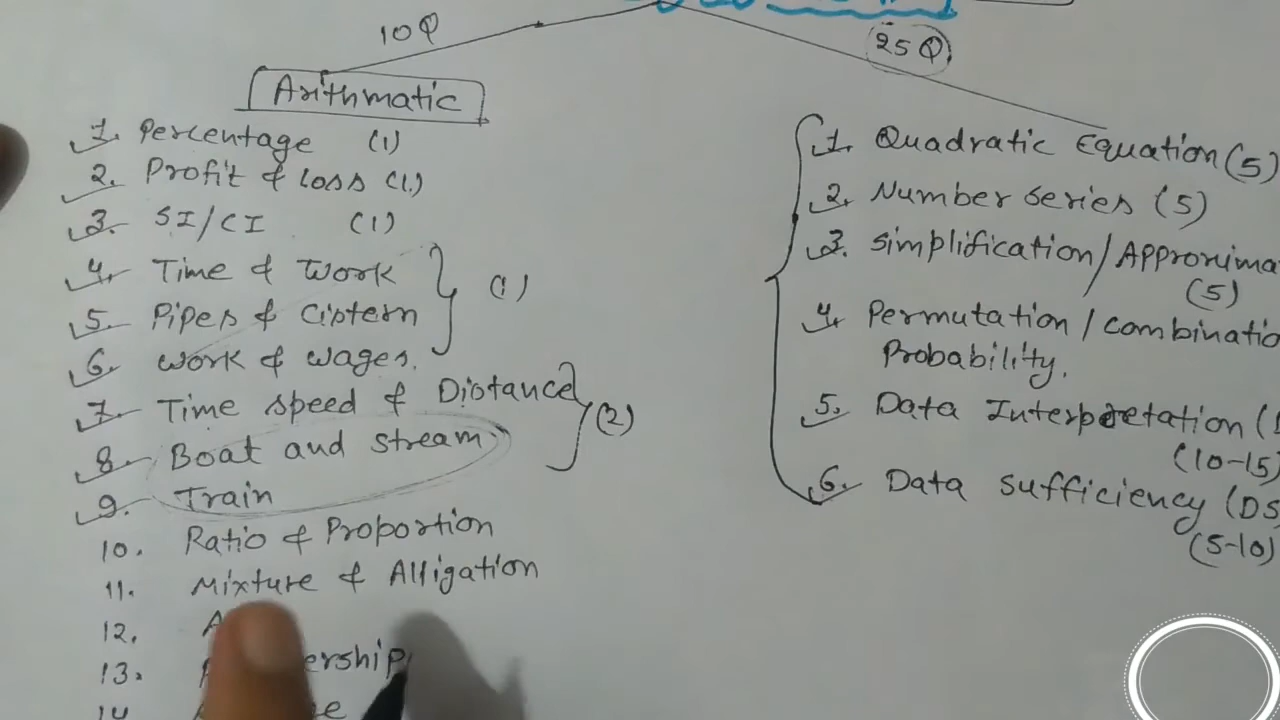 10Q
25Q
Arithmatic
1. Percentage (1)
2. Profit & loss (1)
3. SI/CI (1)
4. Time & Work
5. Pipes & Cistern (1)
6. Work & wages.
7. Time speed & Distance
8. Boat and stream (2)
9. Train
10. Ratio & Proportion
11. Mixture & Alligation
12.
13.
14
1. Quadratic Equation (5)
2. Number series (5)
3. Simplification/Approxima
(5)
4. Permutation/combinatio
Probability.
5. Data Interpretation (
(10-15)
6. Data sufficiency (DS
(5-10)